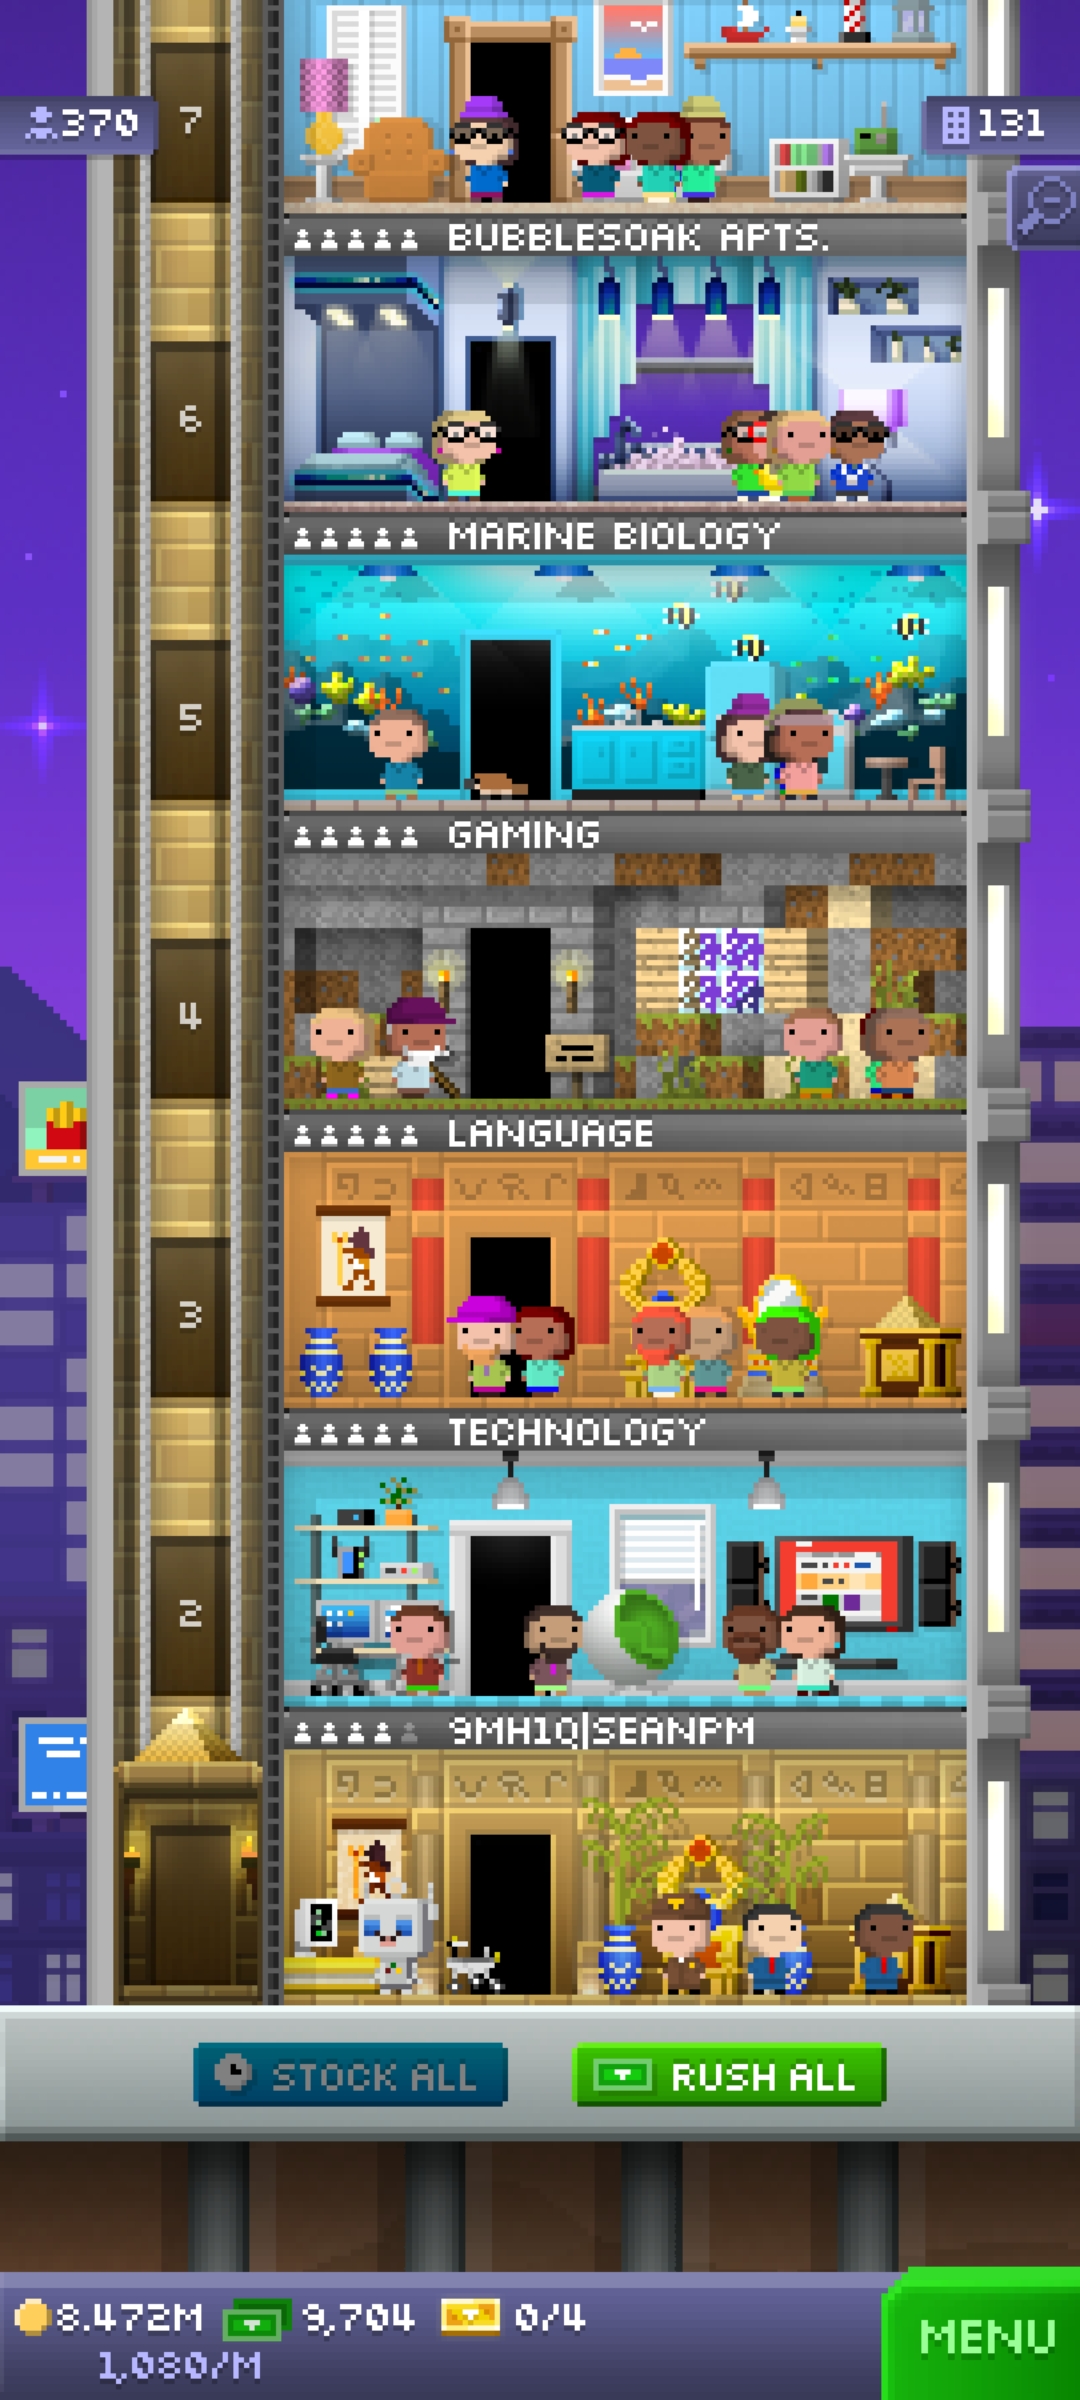 370
7
131
BUBBLESOAK APTS.
6
MARINE BIOLOGY
5
GAMING
4
LANGUAGE
3
TECHNOLOGY
2
9MH1Q|SEANPM
STOCK ALL
RUSH ALL
8.472M
9,704
0/4
1,080/M
MENU